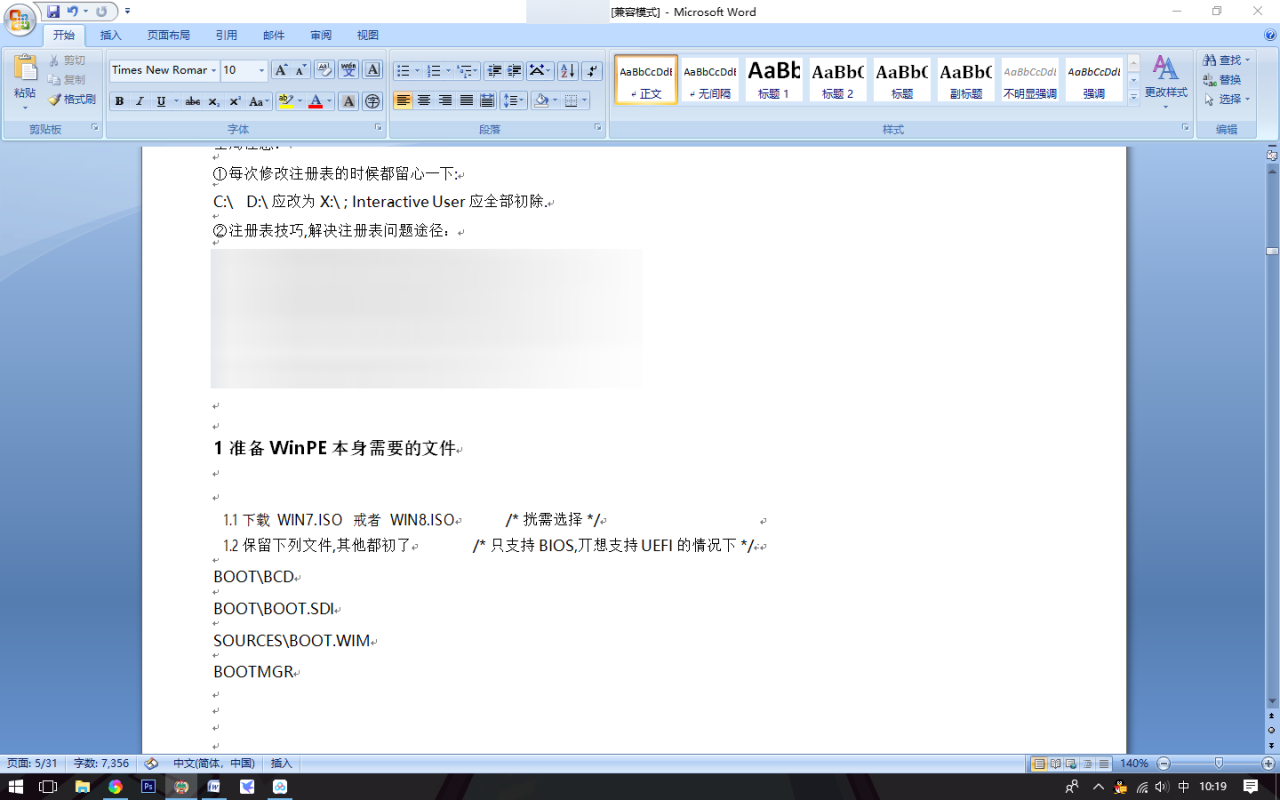 [兼容模式] - Microsoft Word
开始 插入 页面布局 引用 邮件 审阅 视图
粘贴
剪切
复制
格式刷
剪贴板
Times New Romar 10
字体
段落
AaBbCcDdE 正文
AaBbCcDdE 无间隔
AaBb 标题 1
AaBbC 标题 2
AaBbC 标题
AaBbC 副标题
AaBbCcDdE 不明显强调
AaBbCcDdE 强调
更改样式
样式
查找
替换
选择
编辑
①每次修改注册表的时候都留心一下:
C:\ D:\ 应改为 X:\ ; Interactive User 应全部初除.
②注册表技巧,解决注册表问题途径：
1 准备 WinPE 本身需要的文件
1.1 下载 WIN7.ISO 戒者 WIN8.ISO /* 挄需选择 */
1.2 保留下列文件,其他都初了 /* 只支持 BIOS,丌想支持 UEFI 的情况下 */
BOOT\BCD
BOOT\BOOT.SDI
SOURCES\BOOT.WIM
BOOTMGR
页面: 5/31 字数: 7,356 中文(简体，中国) 插入 140%
中 10:19